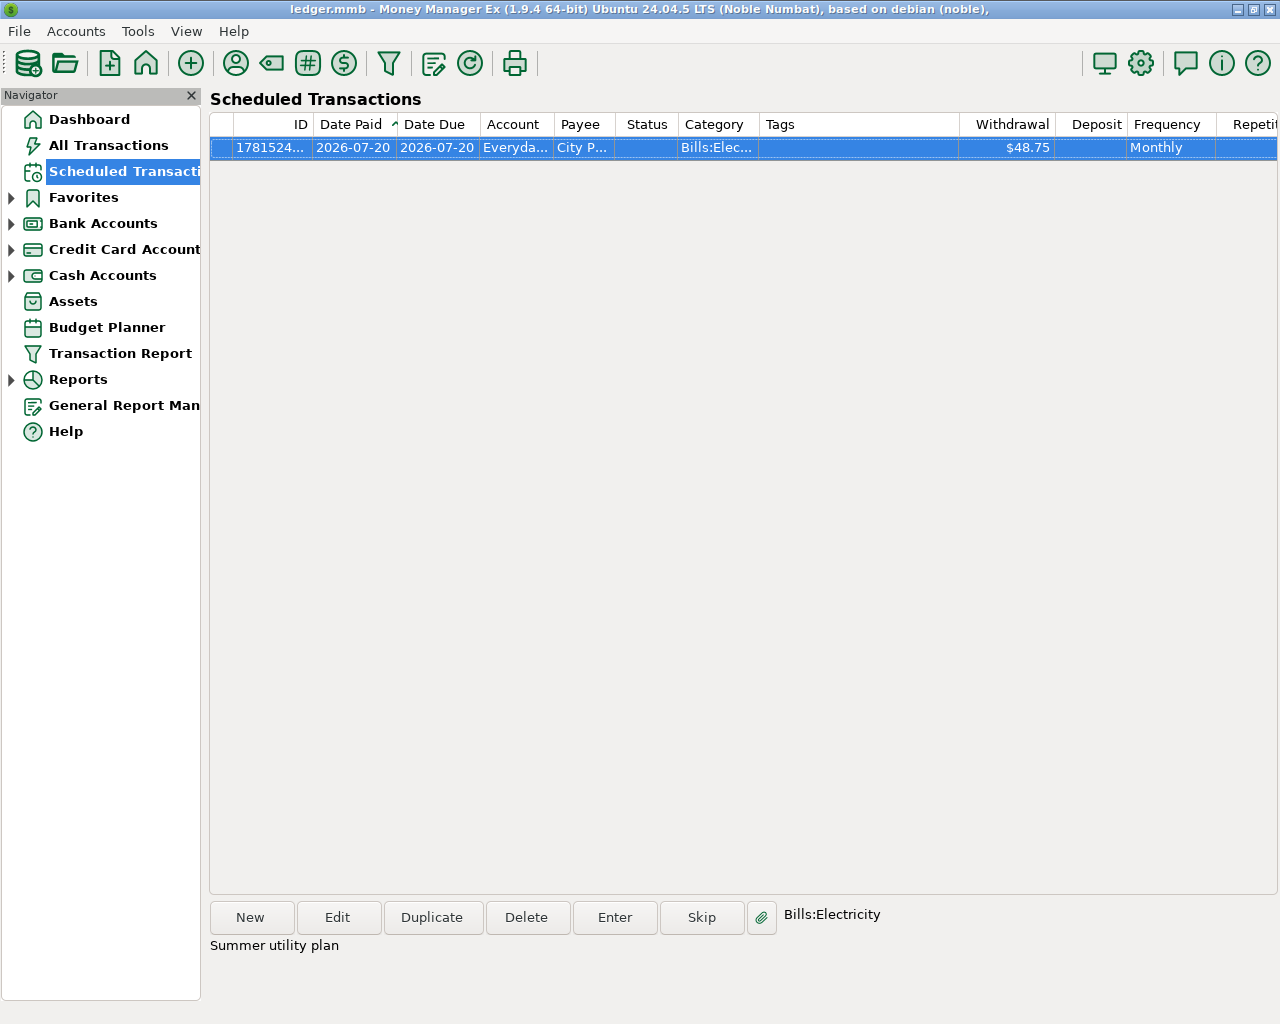 ledger.mmb - Money Manager Ex (1.9.4 64-bit) Ubuntu 24.04.5 LTS (Noble Numbat), based on debian (noble),
File Accounts Tools View Help
Navigator
Dashboard
All Transactions
Scheduled Transacti
Favorites
Bank Accounts
Credit Card Account
Cash Accounts
Assets
Budget Planner
Transaction Report
Reports
General Report Man
Help
Scheduled Transactions
ID Date Paid Date Due Account Payee Status Category Tags Withdrawal Deposit Frequency Repetit
1781524... 2026-07-20 2026-07-20 Everyda... City P... Bills:Elec... $48.75 Monthly
New Edit Duplicate Delete Enter Skip Bills:Electricity
Summer utility plan